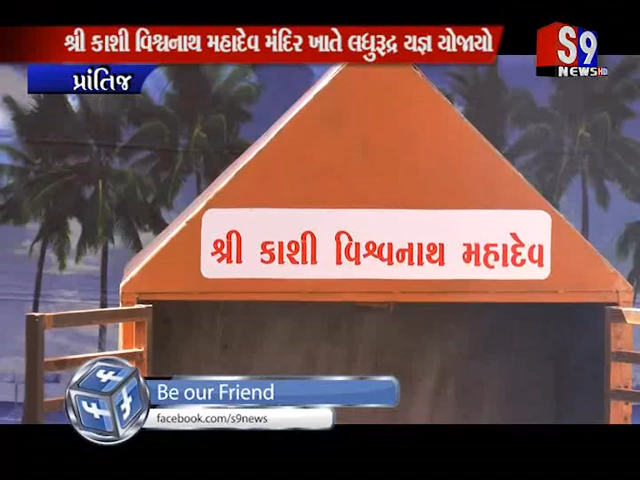 શ્રી કાશી વિશ્વનાથ મહાદેવ મંદિર ખાતે લઘુરૂદ્ર યજ્ઞ યોજાયો
S9
NEWS HD
પ્રાંતિજ
શ્રી કાશી વિશ્વનાથ મહાદેવ
Be our Friend
facebook.com/s9news